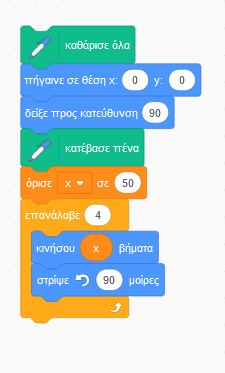 καθάρισε όλα
πήγαινε σε θέση x: 0 y: 0
δείξε προς κατεύθυνση 90
κατέβασε πένα
όρισε x σε 50
επανάλαβε 4
κινήσου x βήματα
στρίψε 90 μοίρες